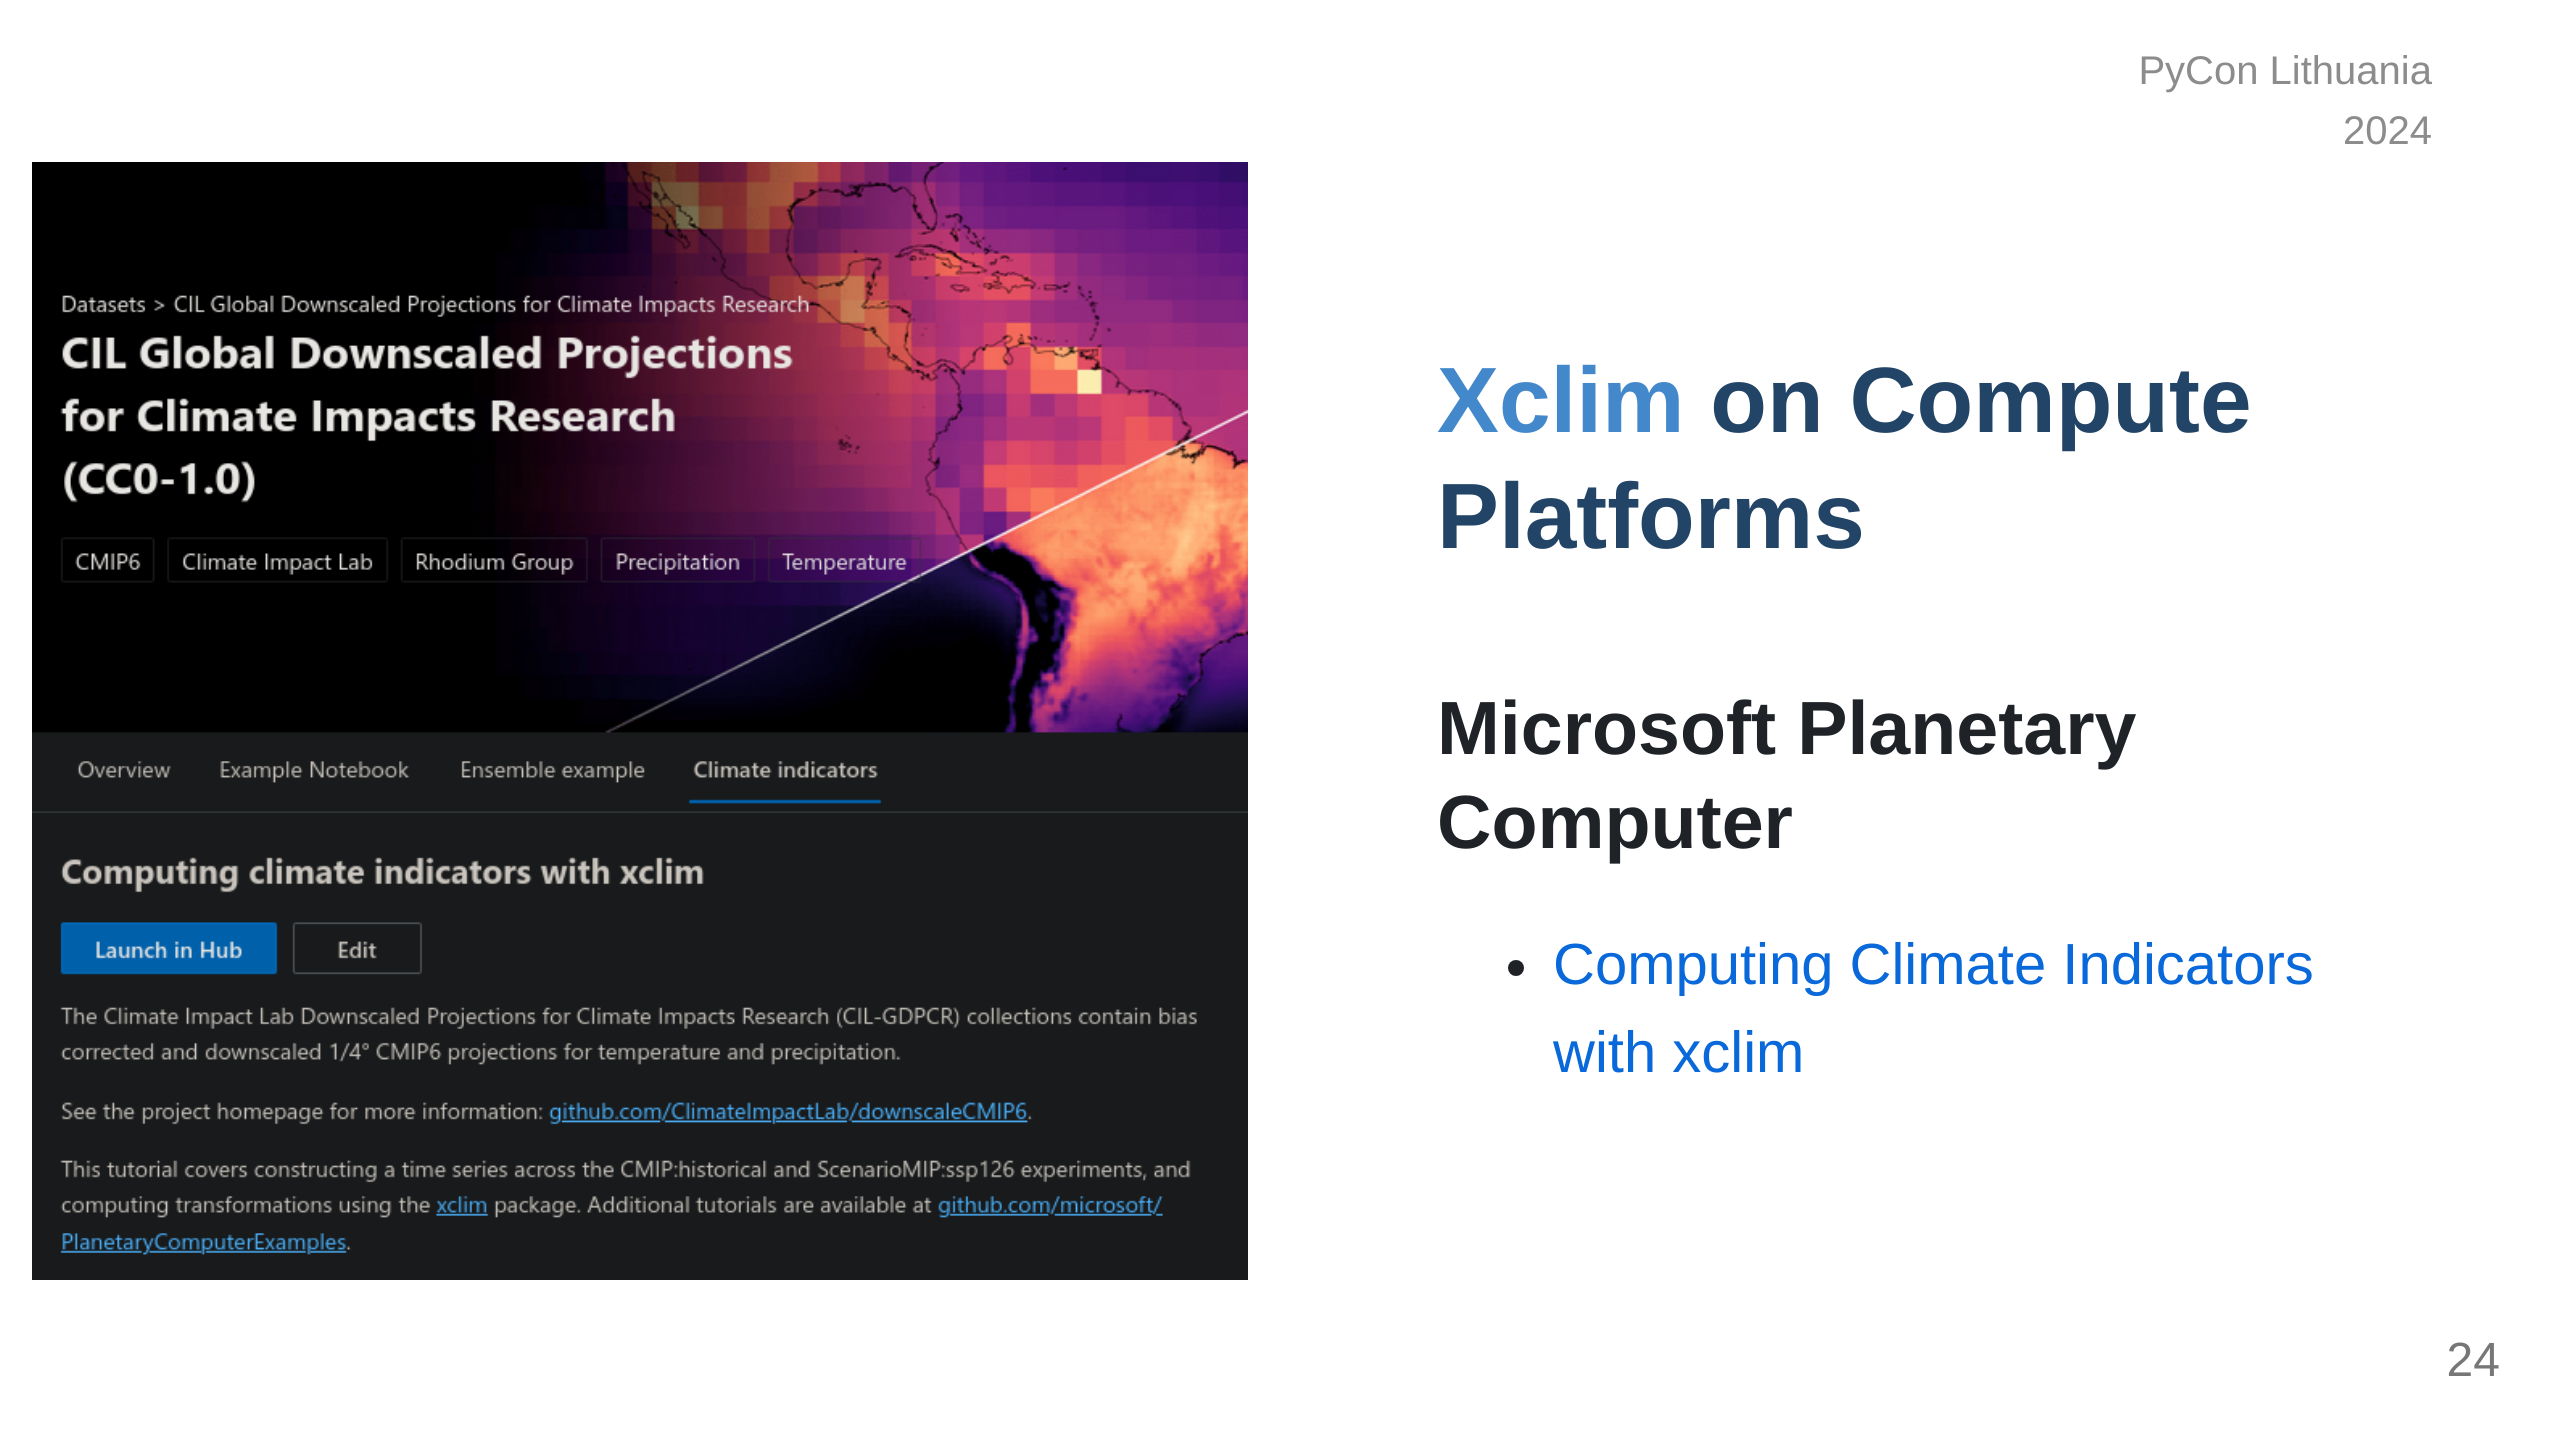 PyCon Lithuania
2024
Datasets > CIL Global Downscaled Projections for Climate Impacts Research
CIL Global Downscaled Projections
for Climate Impacts Research
(CC0-1.0)
CMIP6 Climate Impact Lab Rhodium Group Precipitation Temperature
Overview Example Notebook Ensemble example Climate indicators
Computing climate indicators with xclim
Launch in Hub Edit
The Climate Impact Lab Downscaled Projections for Climate Impacts Research (CIL-GDPCR) collections contain bias
corrected and downscaled 1/4° CMIP6 projections for temperature and precipitation.
See the project homepage for more information: github.com/ClimateImpactLab/downscaleCMIP6.
This tutorial covers constructing a time series across the CMIP:historical and ScenarioMIP:ssp126 experiments, and
computing transformations using the xclim package. Additional tutorials are available at github.com/microsoft/
PlanetaryComputerExamples.
Xclim on Compute
Platforms
Microsoft Planetary
Computer
• Computing Climate Indicators
with xclim
24